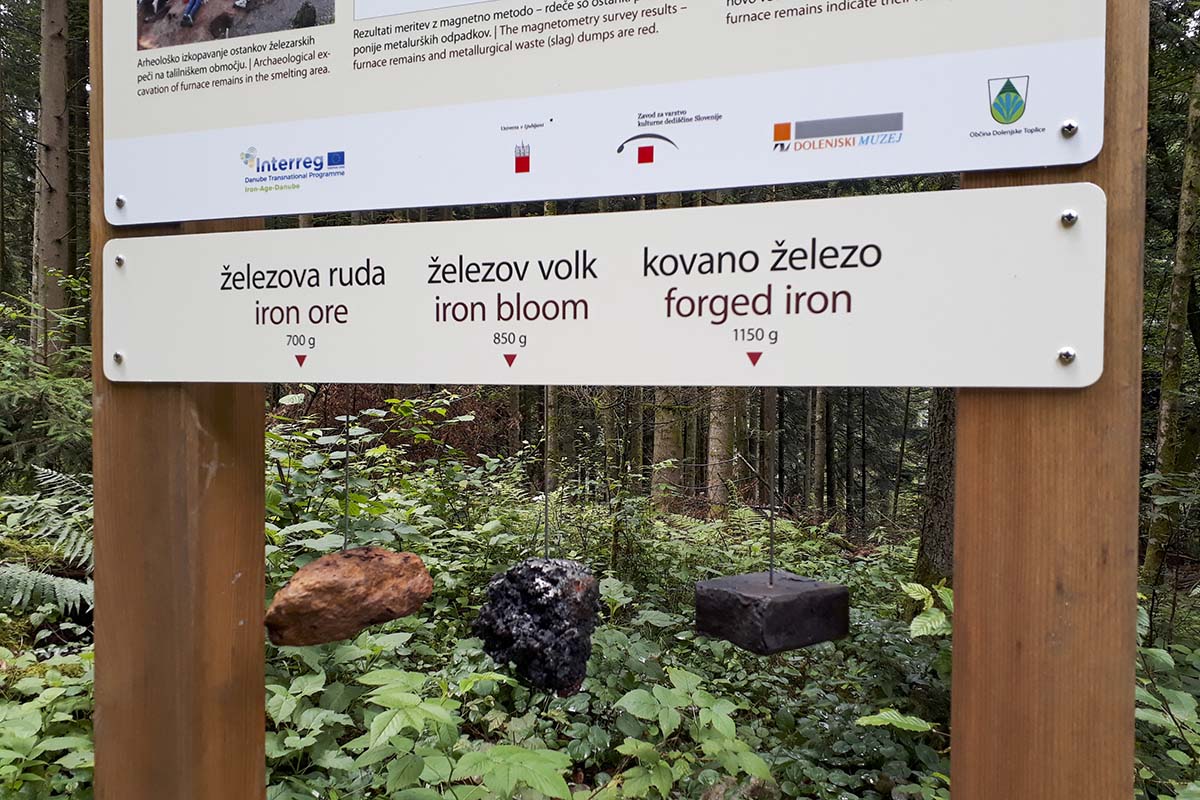 Arheološko izkopavanje ostankov železarskih
peči na talilniškem območju. | Archaeological ex-
cavation of furnace remains in the smelting area.
Rezultati meritev z magnetno metodo – rdeče so ostanki
ponije metalurških odpadkov. | The magnetometry survey results –
furnace remains and metallurgical waste (slag) dumps are red.
furnace remains indicate their
Interreg
Danube Transnational Programme
Iron-Age-Danube
Univerza v Ljubljani
Zavod za varstvo
kulturne dediščine Slovenije
DOLENJSKI MUZEJ
Občina Dolenjske Toplice
železova ruda
iron ore
700 g
železov volk
iron bloom
850 g
kovano železo
forged iron
1150 g